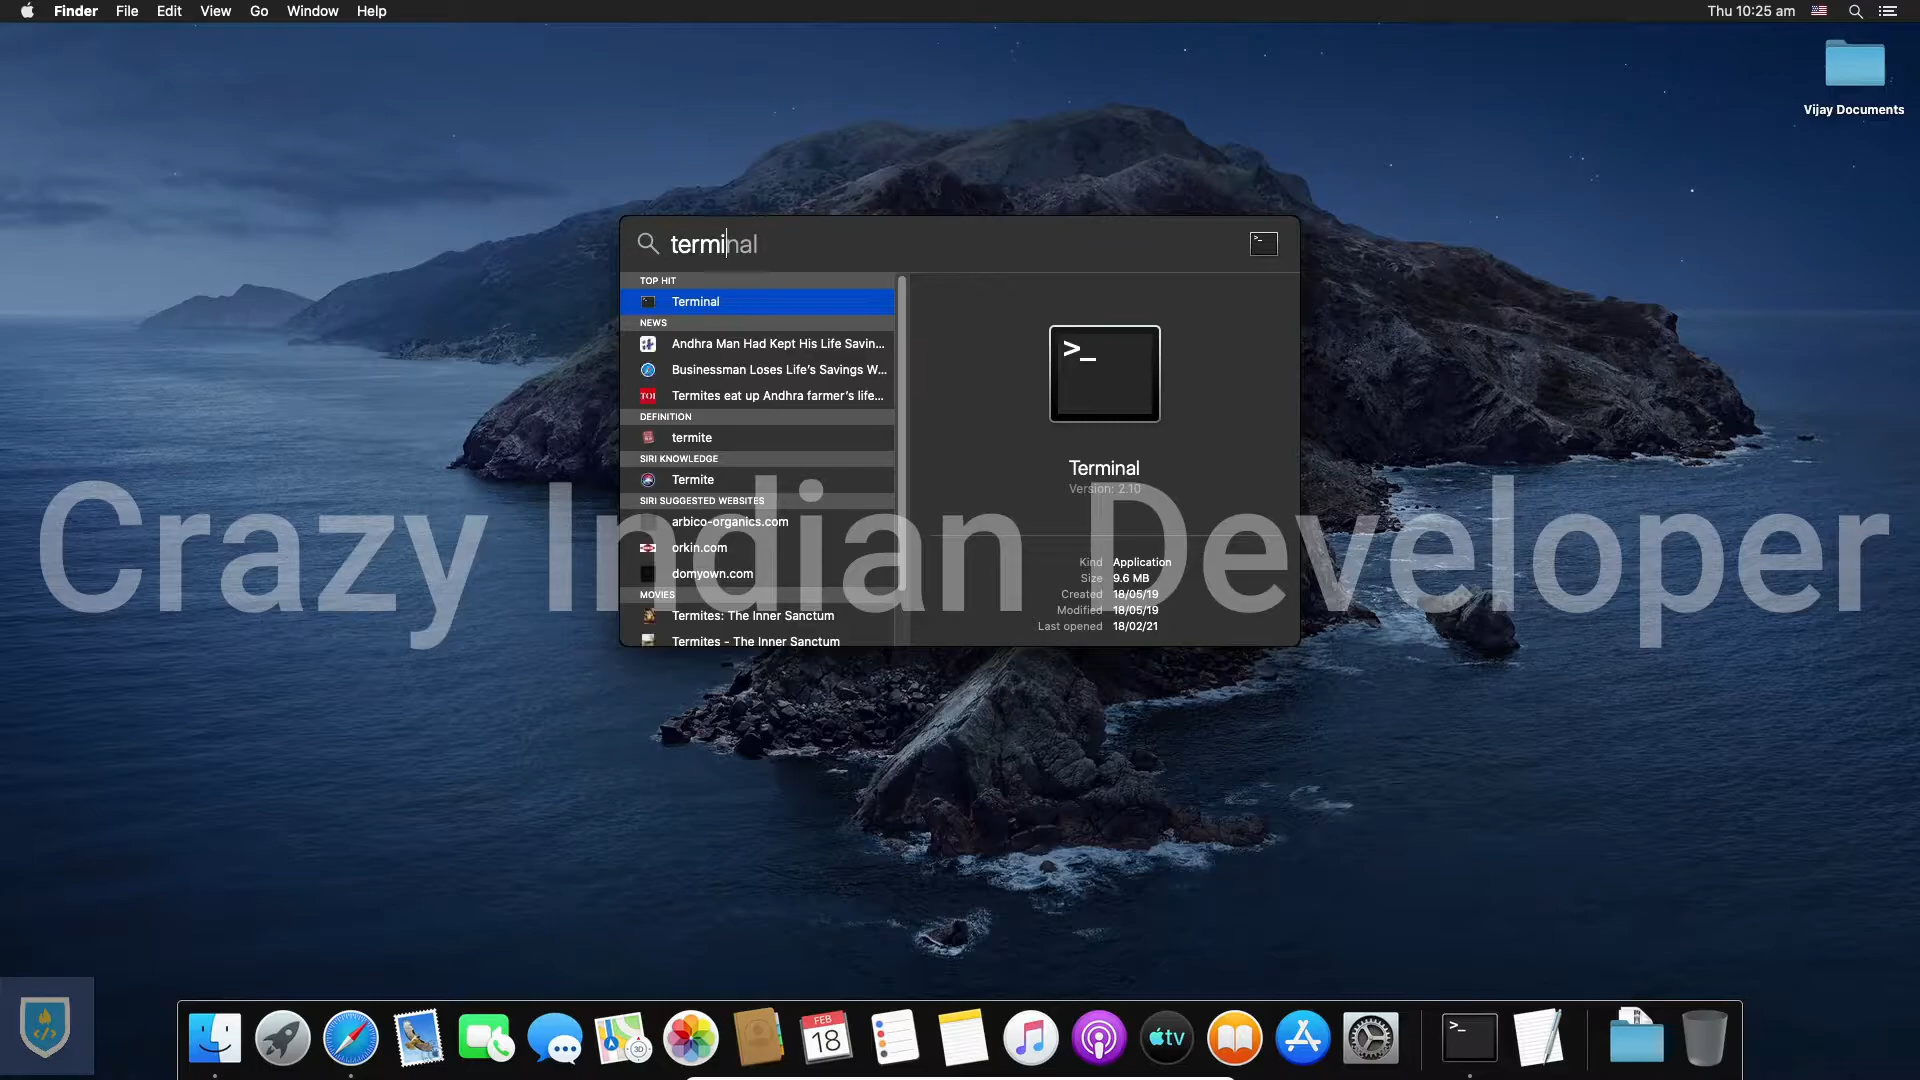 Finder File Edit View Go Window Help
Thu 10:25 am
Vijay Documents
terminal
TOP HIT
Terminal
NEWS
Andhra Man Had Kept His Life Savin...
Businessman Loses Life's Savings W...
TOI
Termites eat up Andhra farmer's life...
DEFINITION
termite
SIRI KNOWLEDGE
Termite
SIRI SUGGESTED WEBSITES
arbico-organics.com
orkin.com
domyown.com
MOVIES
Termites: The Inner Sanctum
Termites - The Inner Sanctum
>_
Terminal
Version: 2.10
Kind Application
Size 9.6 MB
Created 18/05/19
Modified 18/05/19
Last opened 18/02/21
Crazy Indian Developer
</>
3D
FEB
18
tv
>_